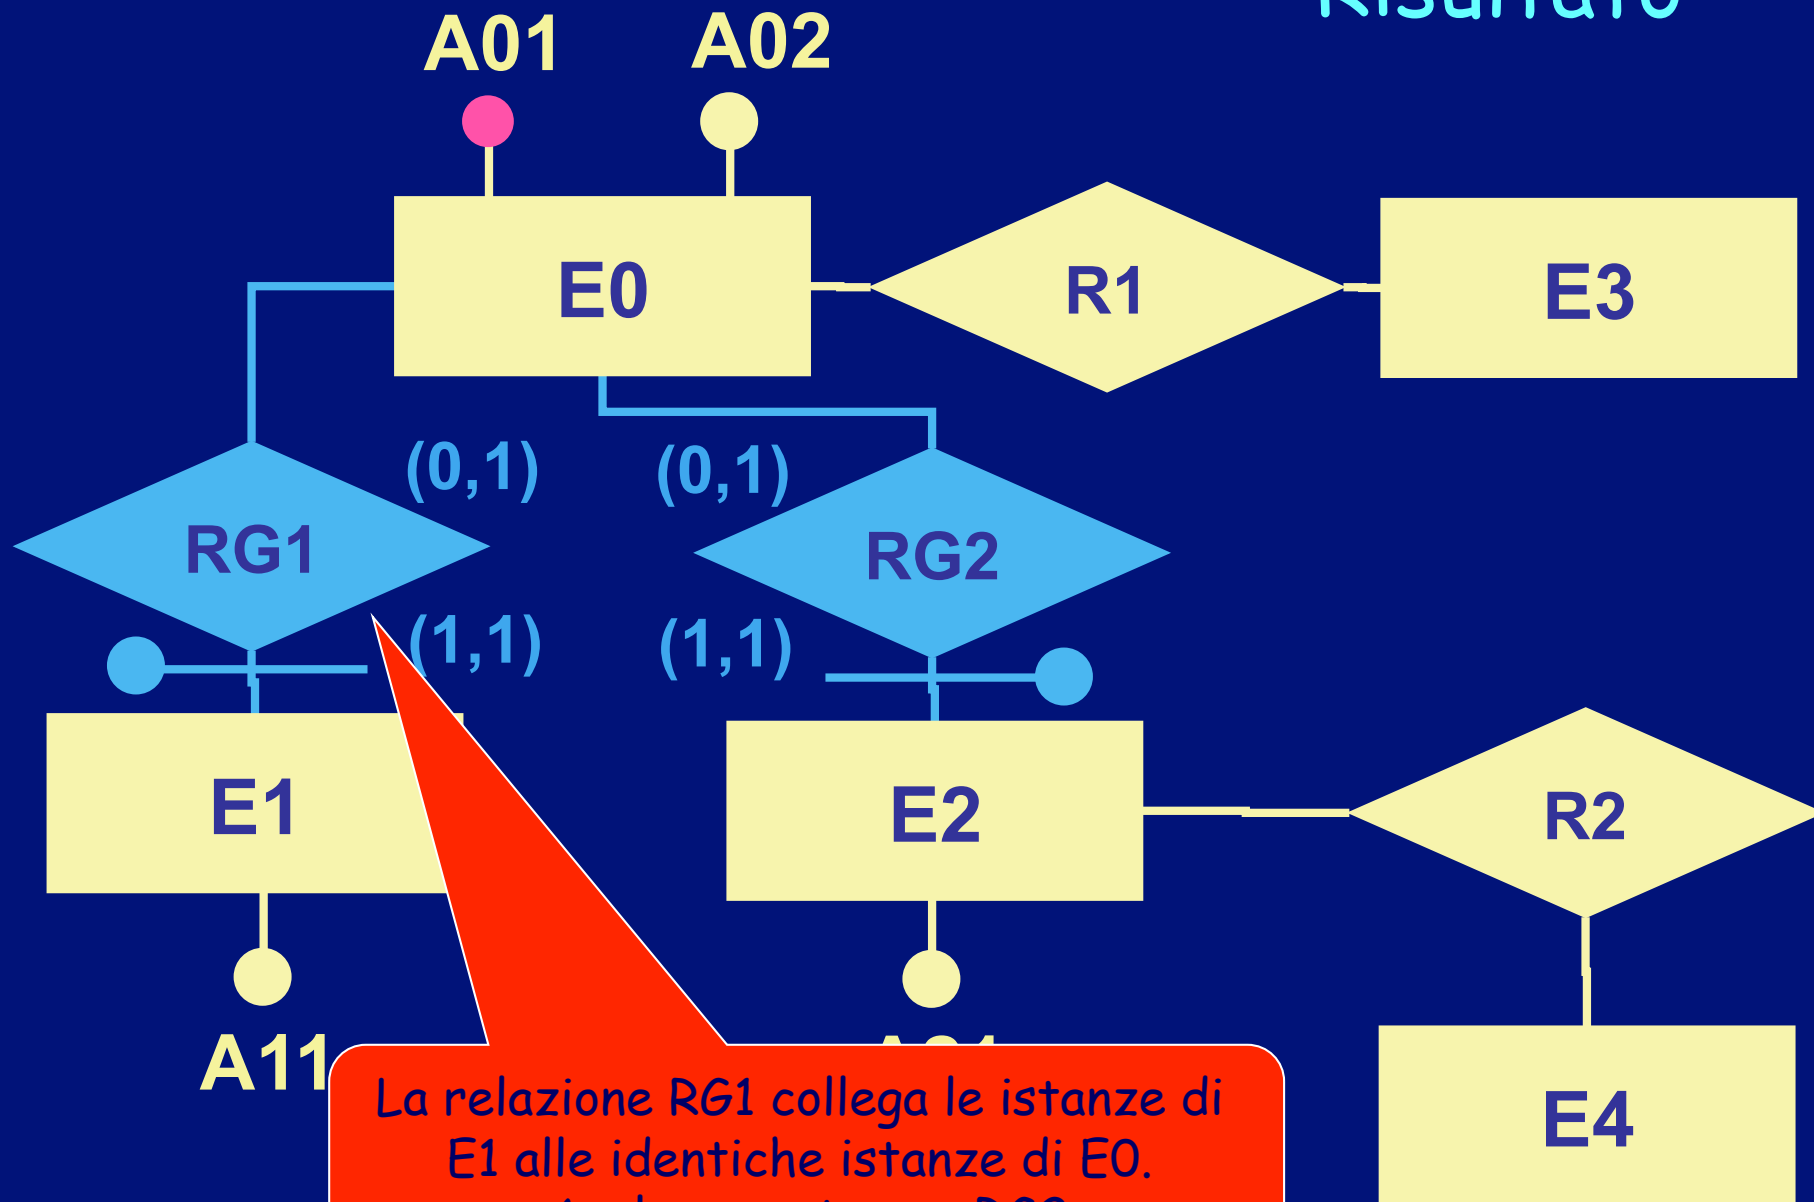 Risultato
A01 A02
E0 R1 E3
(0,1) (0,1)
RG1 RG2
(1,1) (1,1)
E1 E2 R2
A11
La relazione RG1 collega le istanze di
E1 alle identiche istanze di E0.
E4